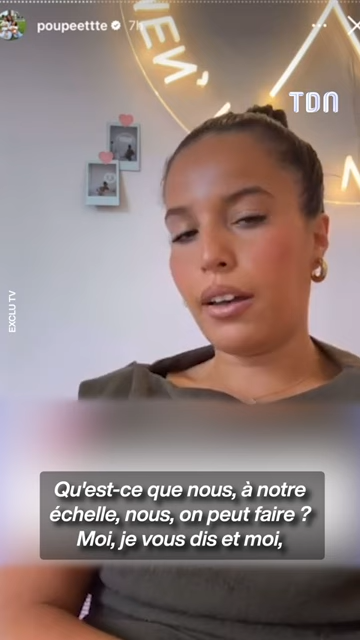 poupeettte 7h
TDN
EXCLU TV
Qu'est-ce que nous, à notre
échelle, nous, on peut faire ?
Moi, je vous dis et moi,